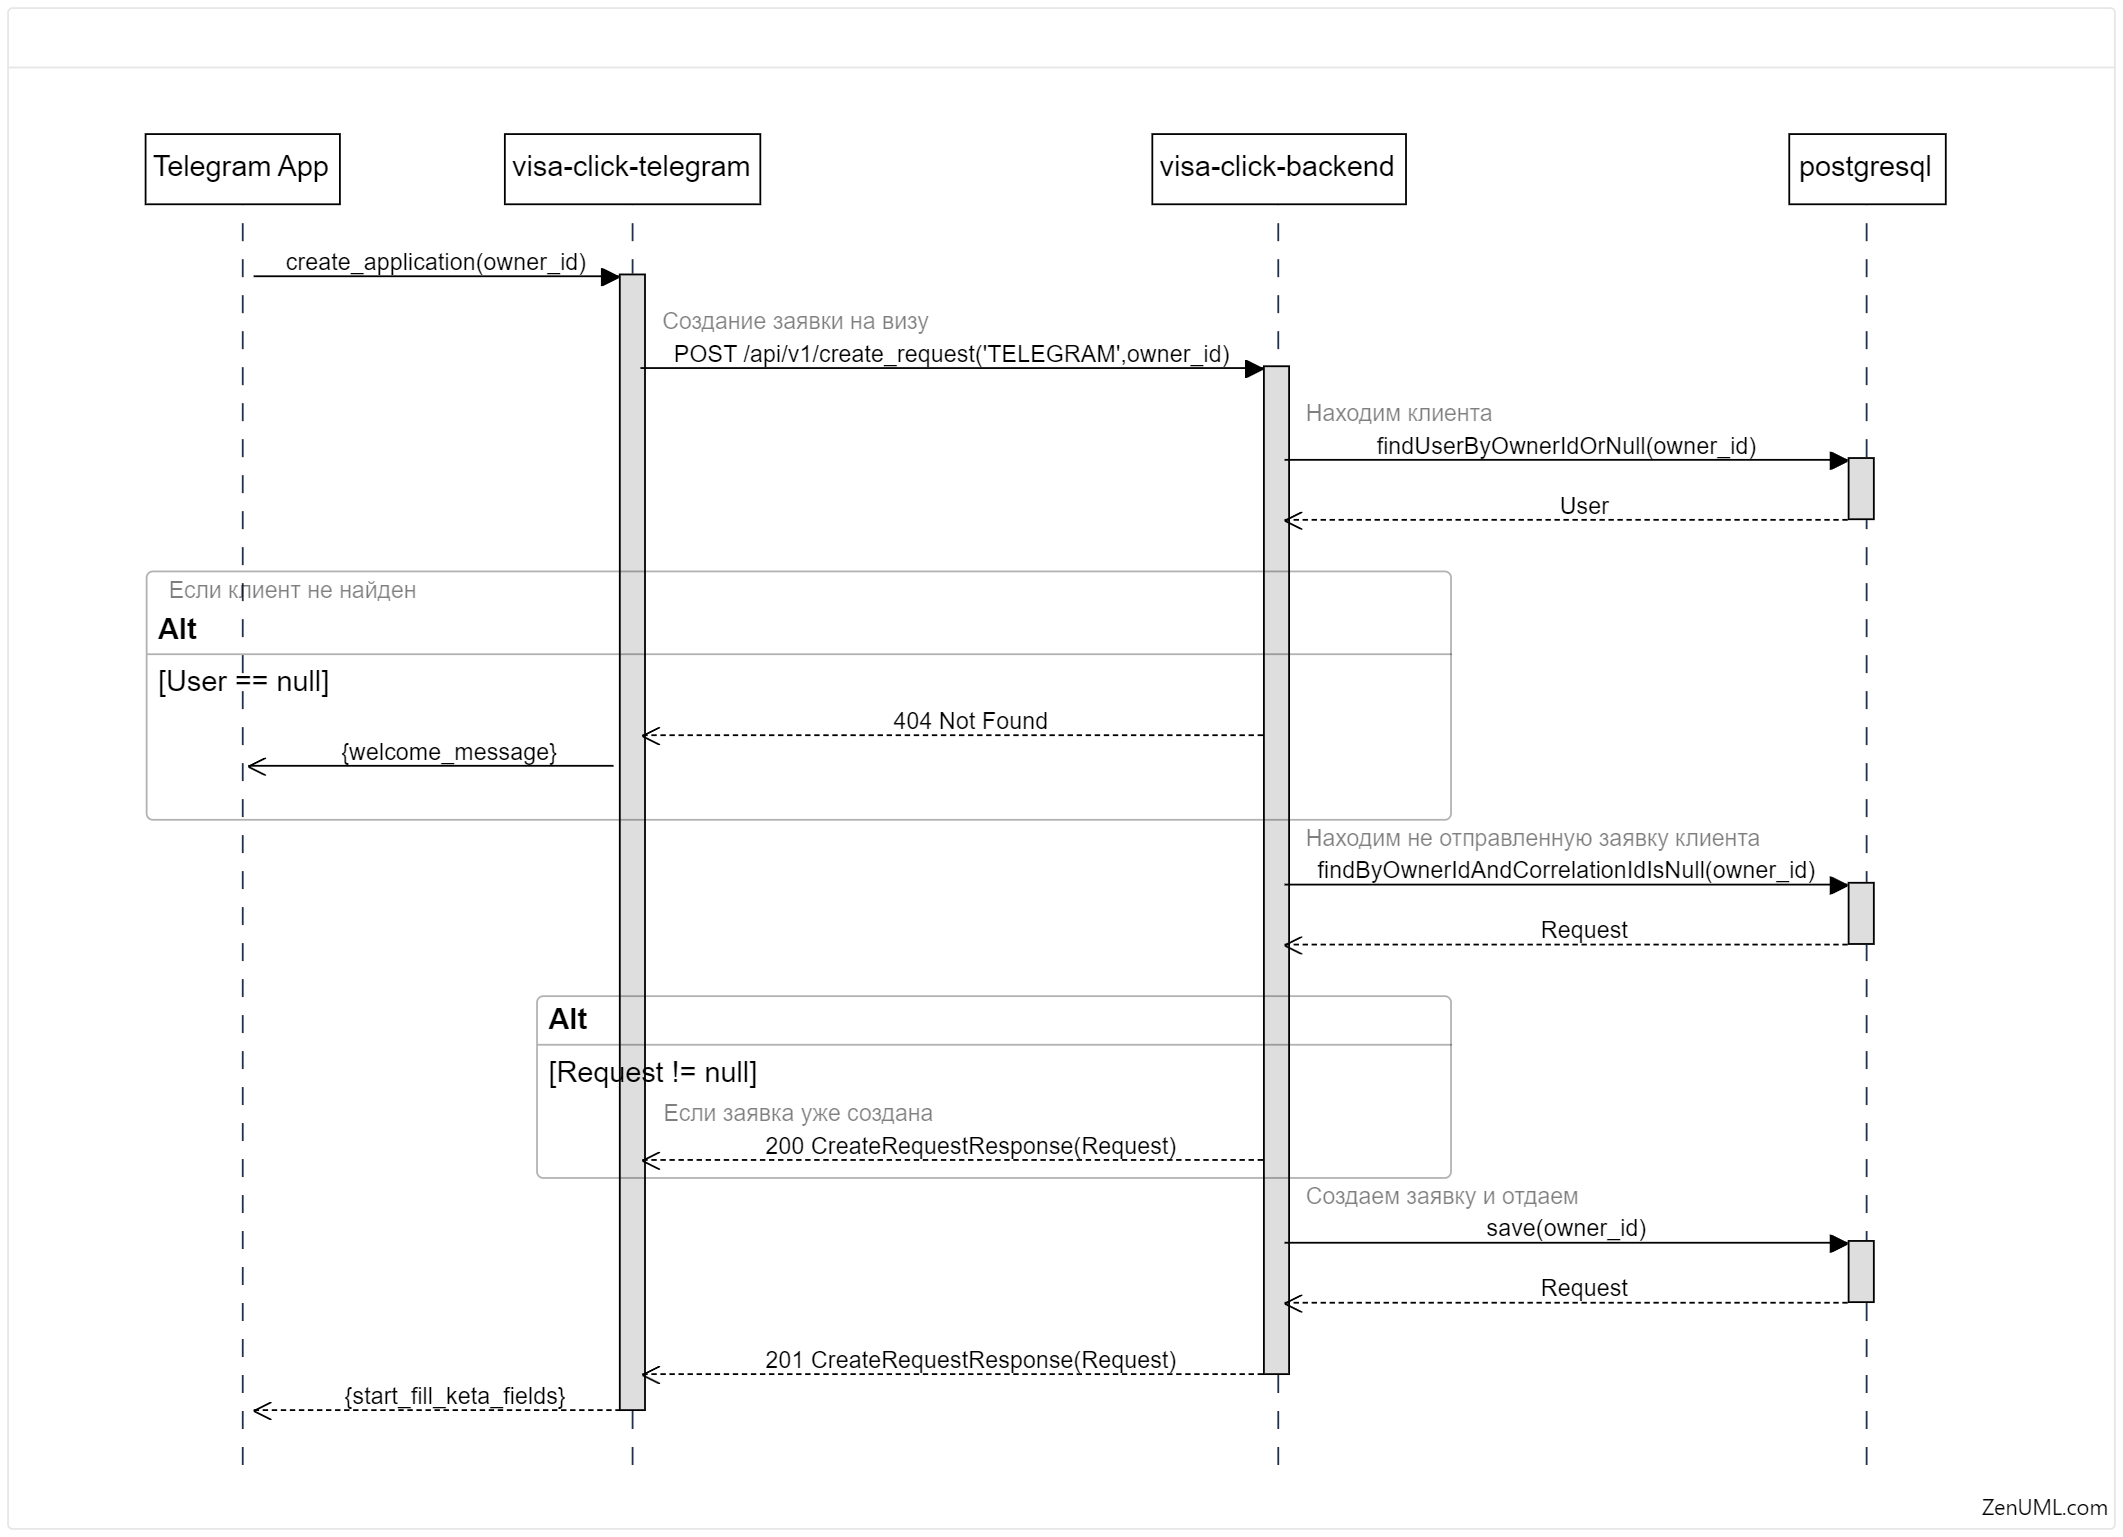 Telegram App
visa-click-telegram
visa-click-backend
postgresql
create_application(owner_id)
Создание заявки на визу
POST /api/v1/create_request('TELEGRAM',owner_id)
Находим клиента
findUserByOwnerIdOrNull(owner_id)
User
Если клиент не найден
Alt
[User == null]
404 Not Found
{welcome_message}
Находим не отправленную заявку клиента
findByOwnerIdAndCorrelationIdIsNull(owner_id)
Request
Alt
[Request != null]
Если заявка уже создана
200 CreateRequestResponse(Request)
Создаем заявку и отдаем
save(owner_id)
Request
201 CreateRequestResponse(Request)
{start_fill_keta_fields}
ZenUML.com